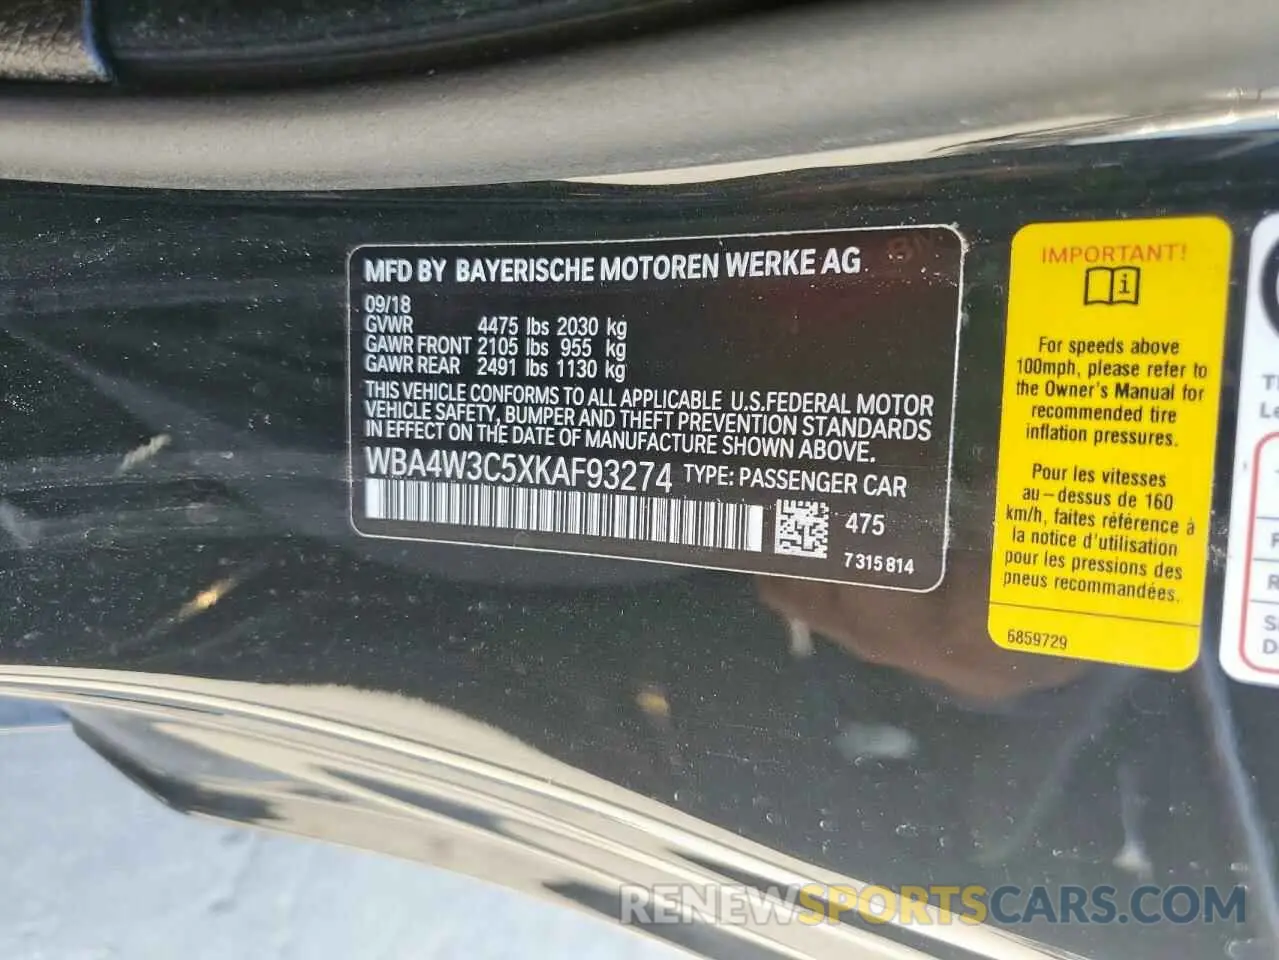 MFD BY BAYERISCHE MOTOREN WERKE AG
09/18
GVWR 4475 lbs 2030 kg
GAWR FRONT 2105 lbs 955 kg
GAWR REAR 2491 lbs 1130 kg
THIS VEHICLE CONFORMS TO ALL APPLICABLE U.S.FEDERAL MOTOR
VEHICLE SAFETY, BUMPER AND THEFT PREVENTION STANDARDS
IN EFFECT ON THE DATE OF MANUFACTURE SHOWN ABOVE.
WBA4W3C5XKAF93274 TYPE: PASSENGER CAR
475
7315814
IMPORTANT!
For speeds above
100mph, please refer to
the Owner's Manual for
recommended tire
inflation pressures.
Pour les vitesses
au-dessus de 160
km/h, faites référence à
la notice d'utilisation
pour les pressions des
pneus recommandées.
6859729
RENEWSPORTSCARS.COM